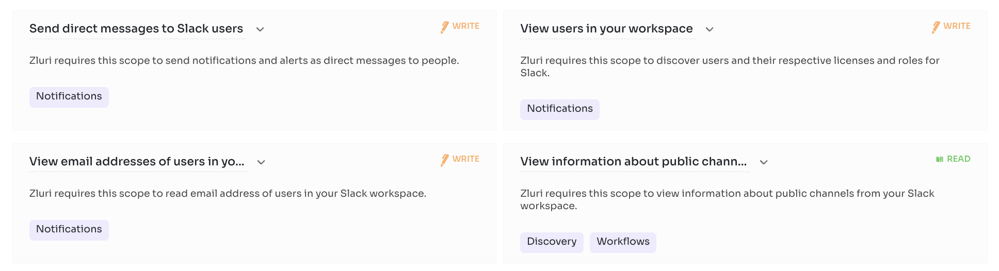 Send direct messages to Slack users
WRITE
Zluri requires this scope to send notifications and alerts as direct messages to people.
Notifications
View users in your workspace
WRITE
Zluri requires this scope to discover users and their respective licenses and roles for
Slack.
Notifications
View email addresses of users in yo...
WRITE
Zluri requires this scope to read email address of users in your Slack workspace.
Notifications
View information about public chann...
READ
Zluri requires this scope to view information about public channels from your Slack
workspace.
Discovery
Workflows